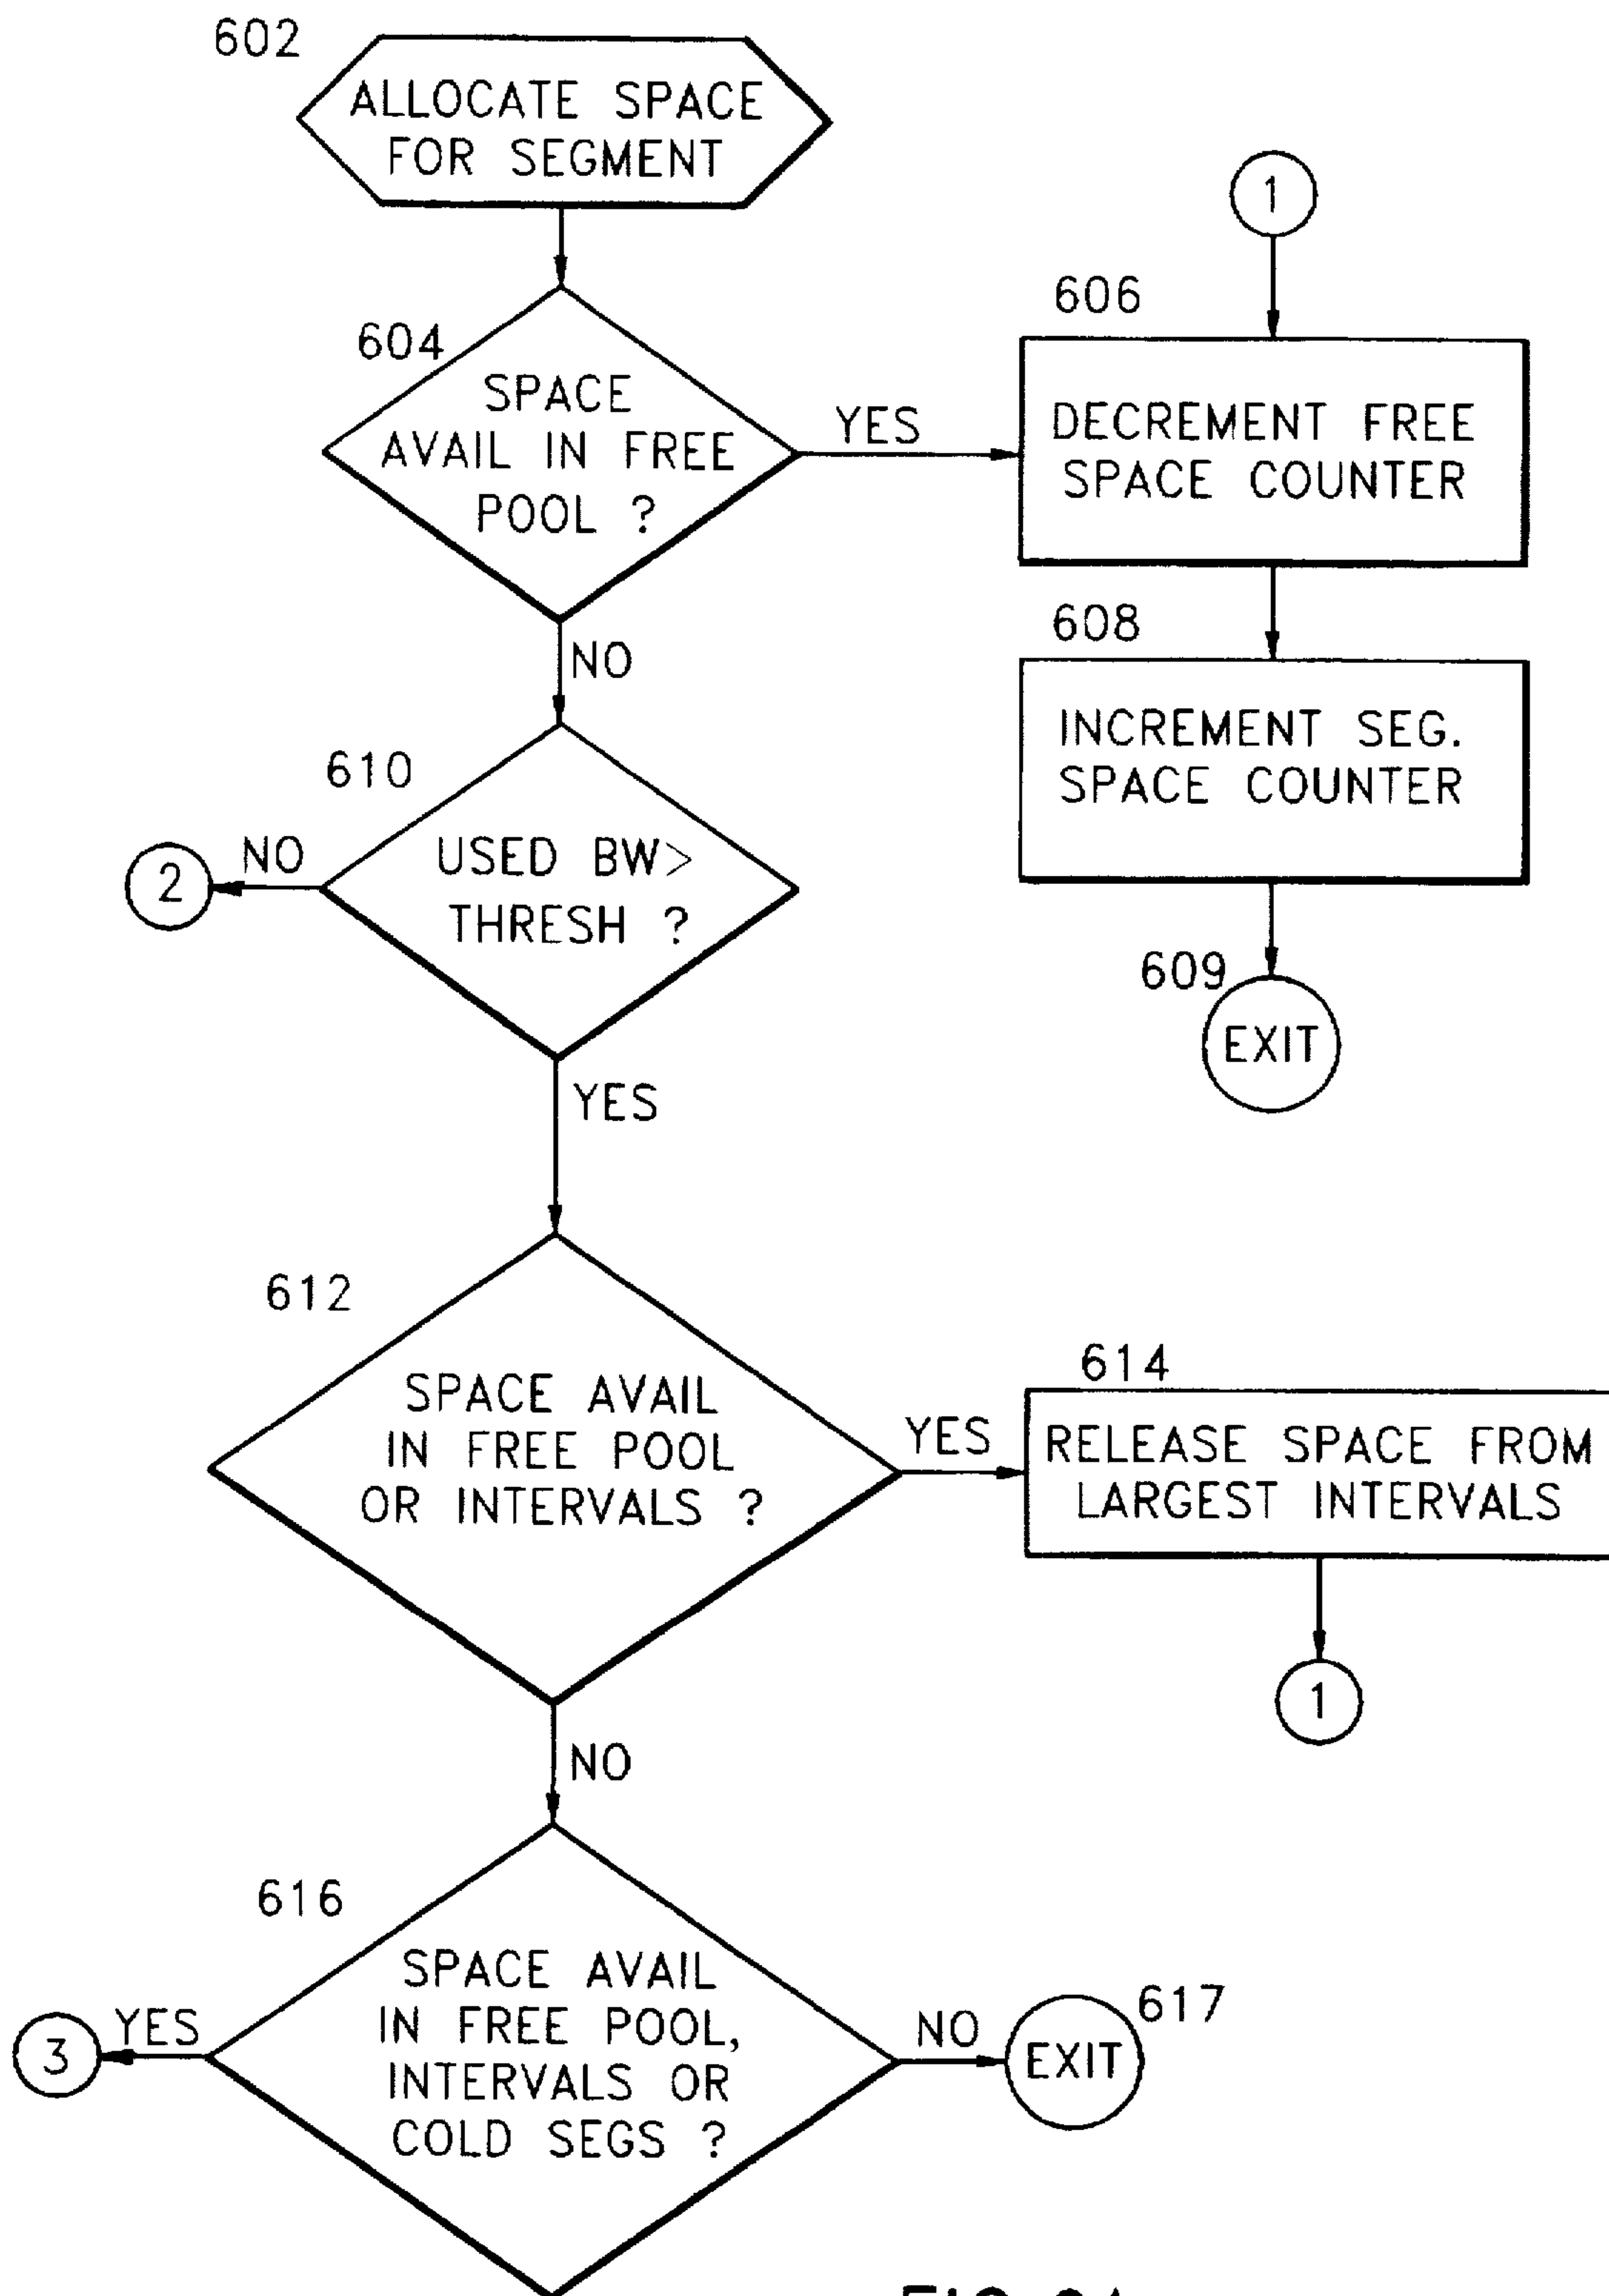 602
ALLOCATE SPACE
FOR SEGMENT
1
606
604
SPACE
AVAIL IN FREE
POOL ?
YES
DECREMENT FREE
SPACE COUNTER
NO
608
INCREMENT SEG.
SPACE COUNTER
610
USED BW>
THRESH ?
NO
2
609
EXIT
YES
612
SPACE AVAIL
IN FREE POOL
OR INTERVALS ?
YES
614
RELEASE SPACE FROM
LARGEST INTERVALS
1
NO
616
SPACE AVAIL
IN FREE POOL,
INTERVALS OR
COLD SEGS ?
YES
3
NO
617
EXIT